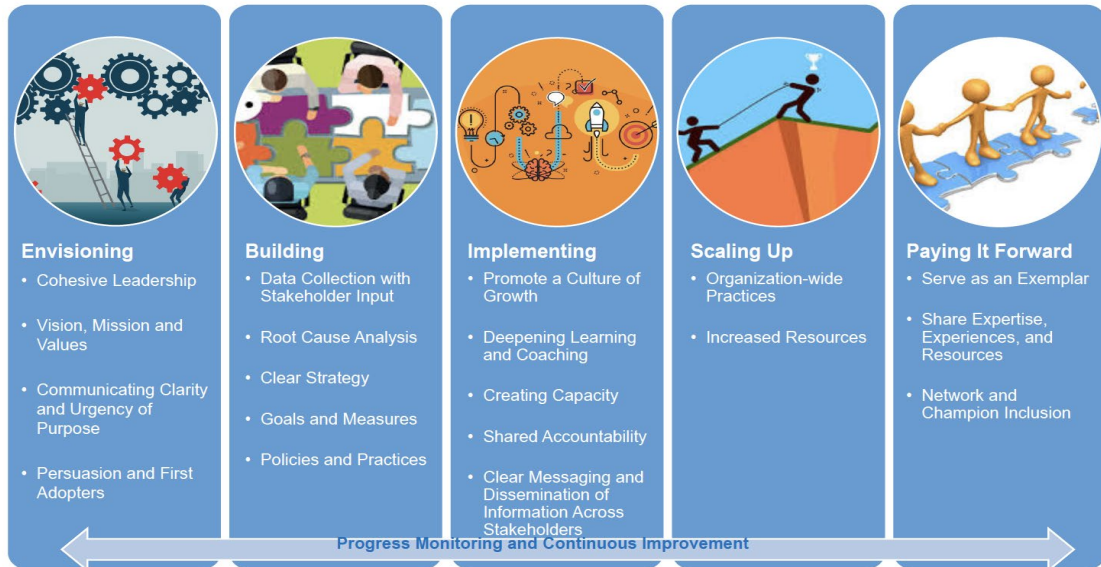 Envisioning
• Cohesive Leadership
• Vision, Mission and
Values
• Communicating Clarity
and Urgency of
Purpose
• Persuasion and First
Adopters
Building
• Data Collection with
Stakeholder Input
• Root Cause Analysis
• Clear Strategy
• Goals and Measures
• Policies and Practices
Implementing
• Promote a Culture of
Growth
• Deepening Learning
and Coaching
• Creating Capacity
• Shared Accountability
• Clear Messaging and
Dissemination of
Information Across
Stakeholders
Scaling Up
• Organization-wide
Practices
• Increased Resources
Paying It Forward
• Serve as an Exemplar
• Share Expertise,
Experiences, and
Resources
• Network and
Champion Inclusion
Progress Monitoring and Continuous Improvement